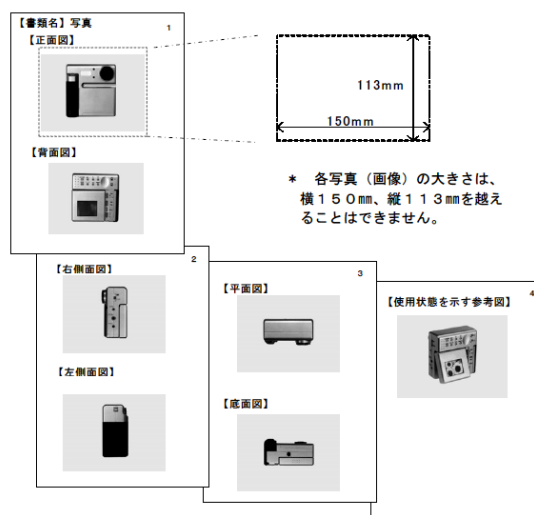 【書類名】写真
1
【正面図】
113mm
150mm
【背面図】
* 各写真（画像）の大きさは、
横１５０㎜、縦１１３㎜を越え
ることはできません。
2
【右側面図】
【左側面図】
3
【平面図】
【底面図】
4
【使用状態を示す参考図】